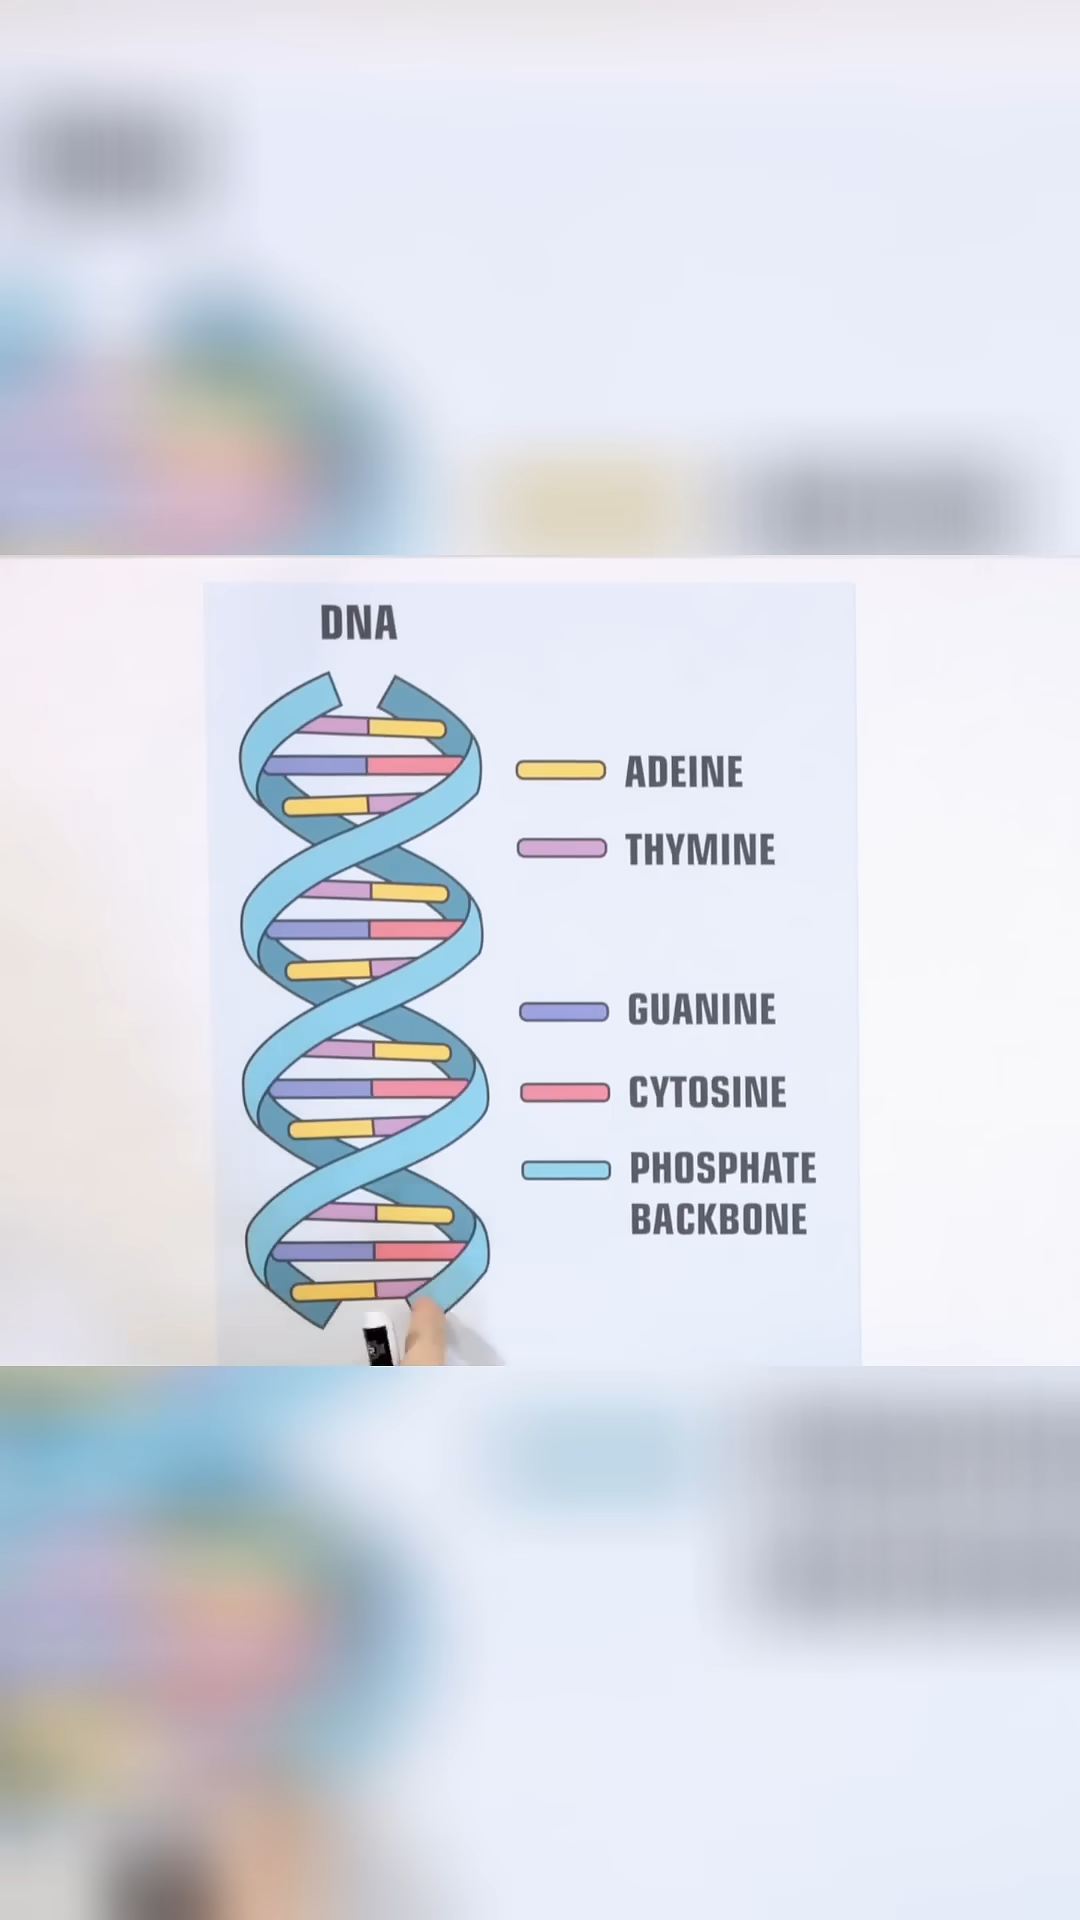 DNA
ADEINE
THYMINE
GUANINE
CYTOSINE
PHOSPHATE
BACKBONE